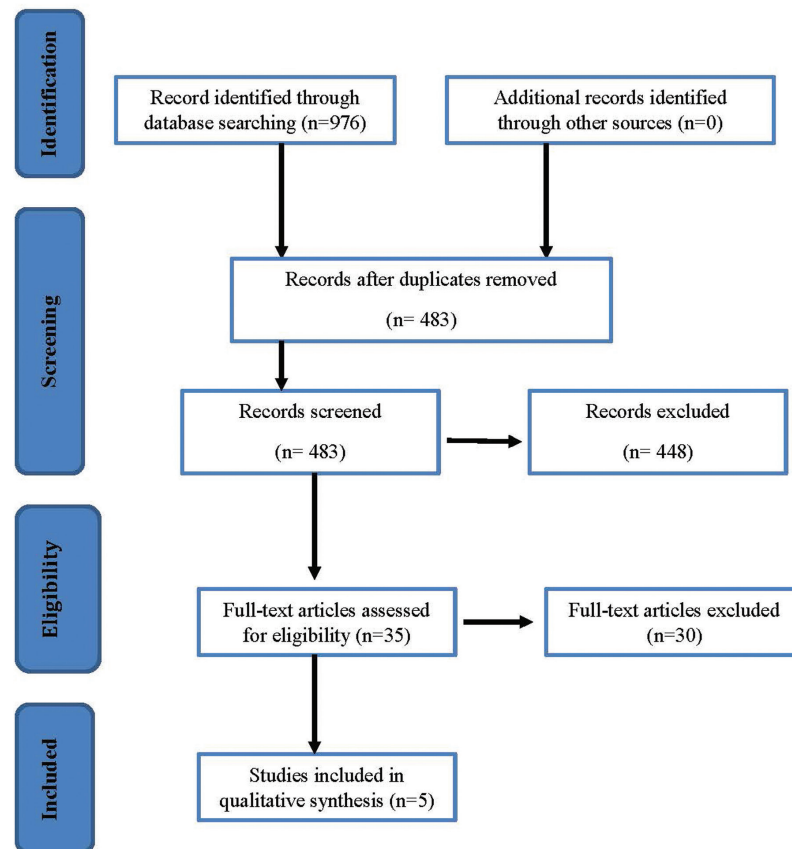 Identification
Record identified through
database searching (n=976)
Additional records identified
through other sources (n=0)
Screening
Records after duplicates removed
(n= 483)
Records screened
(n= 483)
Records excluded
(n= 448)
Eligibility
Full-text articles assessed
for eligibility (n=35)
Full-text articles excluded
(n=30)
Included
Studies included in
qualitative synthesis (n=5)